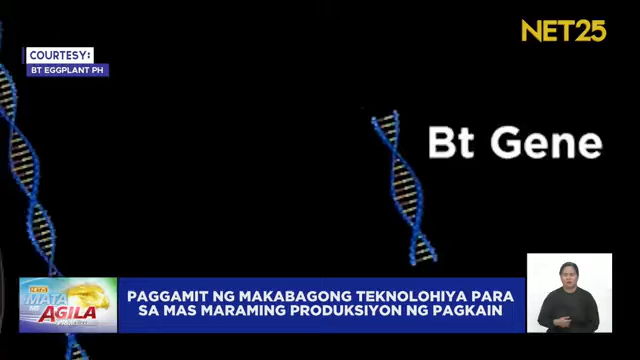 NET25
COURTESY:
BT EGGPLANT PH
Bt Gene
NET25
MATA
NG
AGILA
PAGGAMIT NG MAKABAGONG TEKNOLOHIYA PARA
SA MAS MARAMING PRODUKSIYON NG PAGKAIN